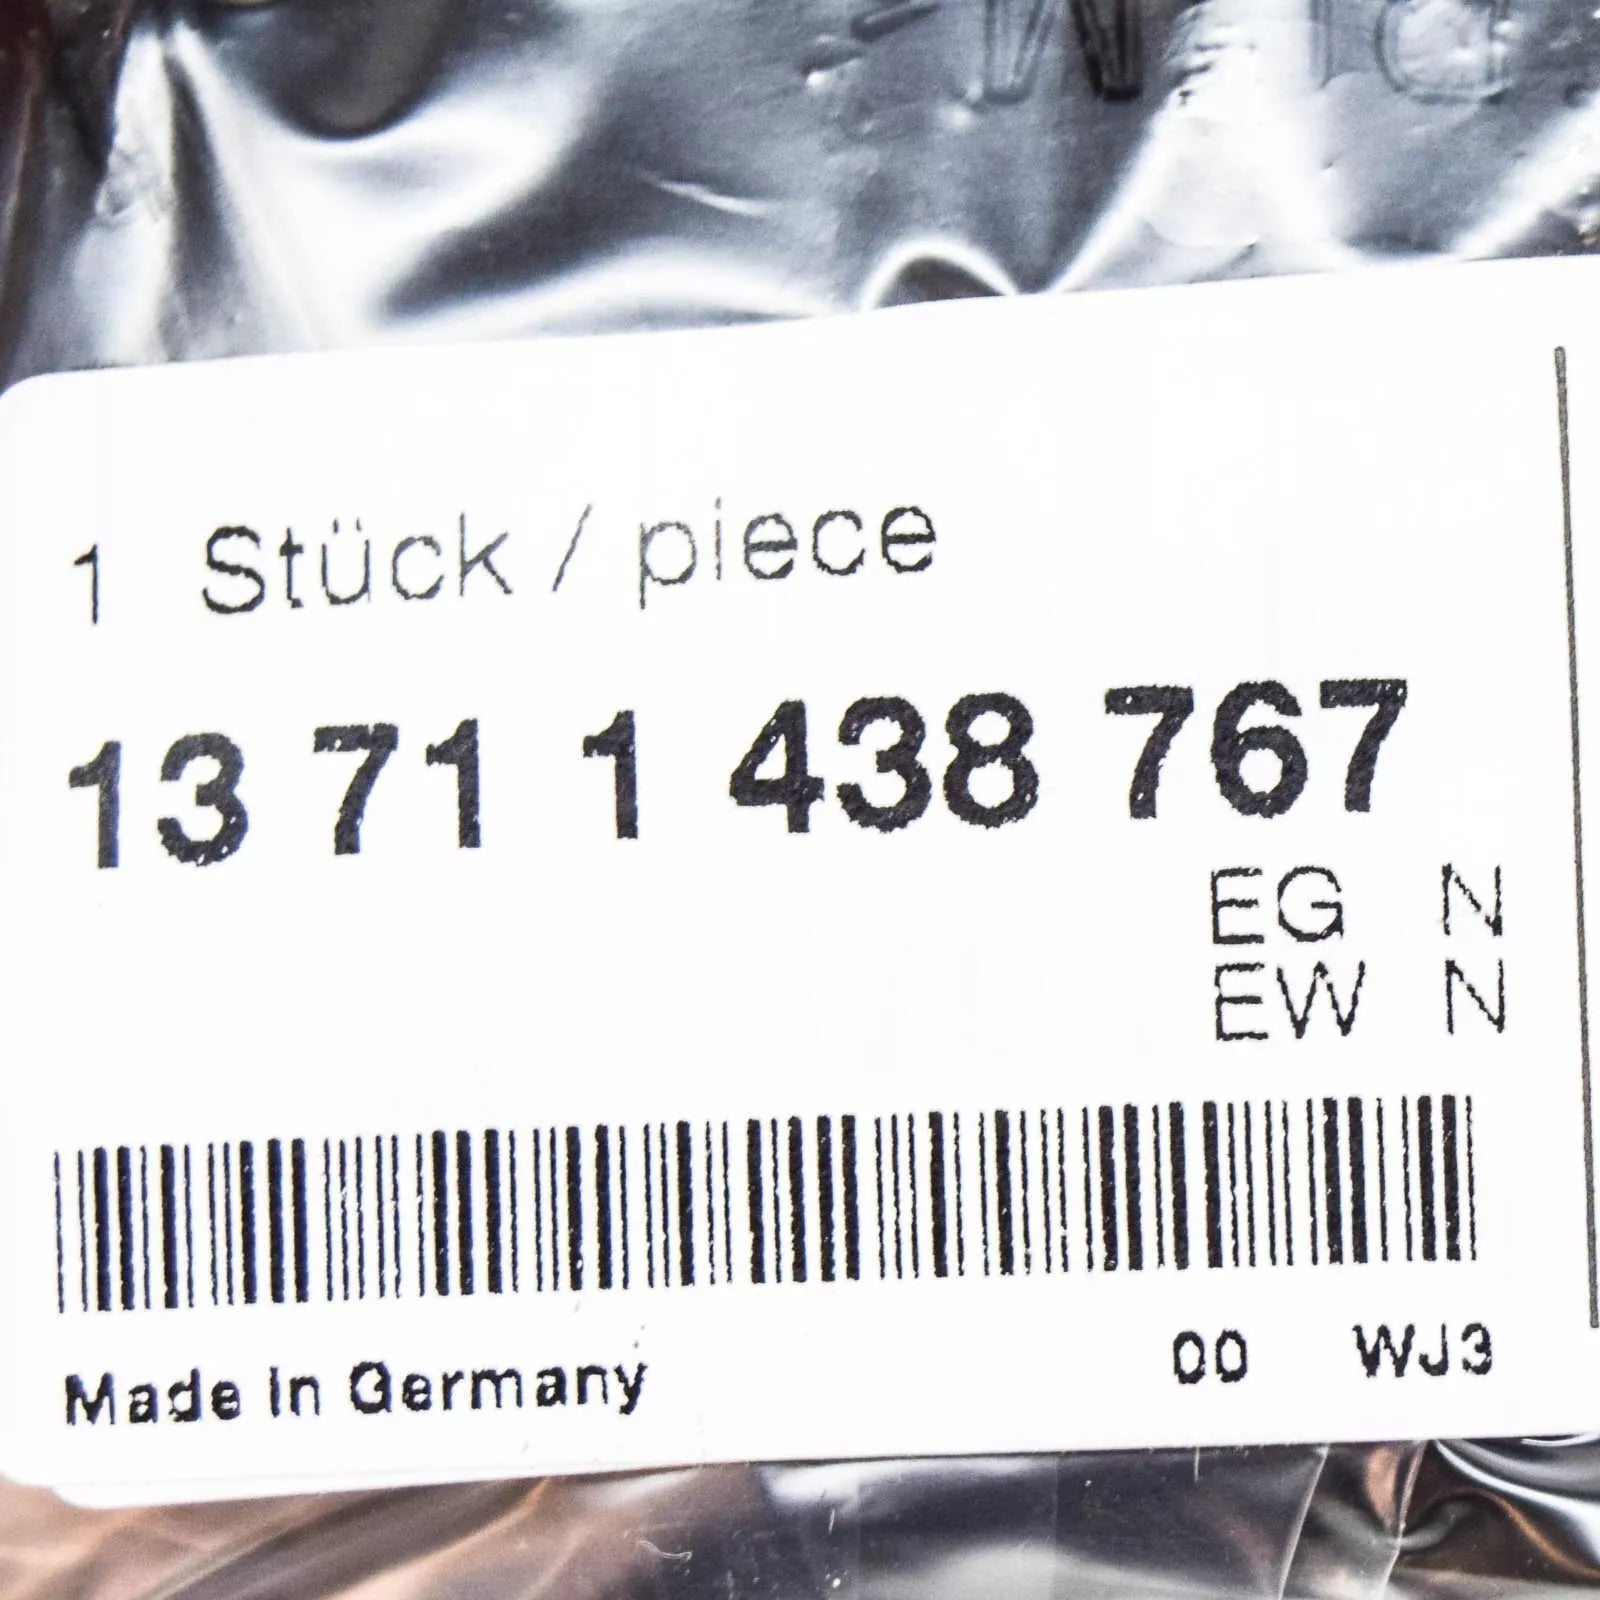 1 Stück / piece
13 71 1 438 767
EG N
EW N
Made in Germany 00 WJ3